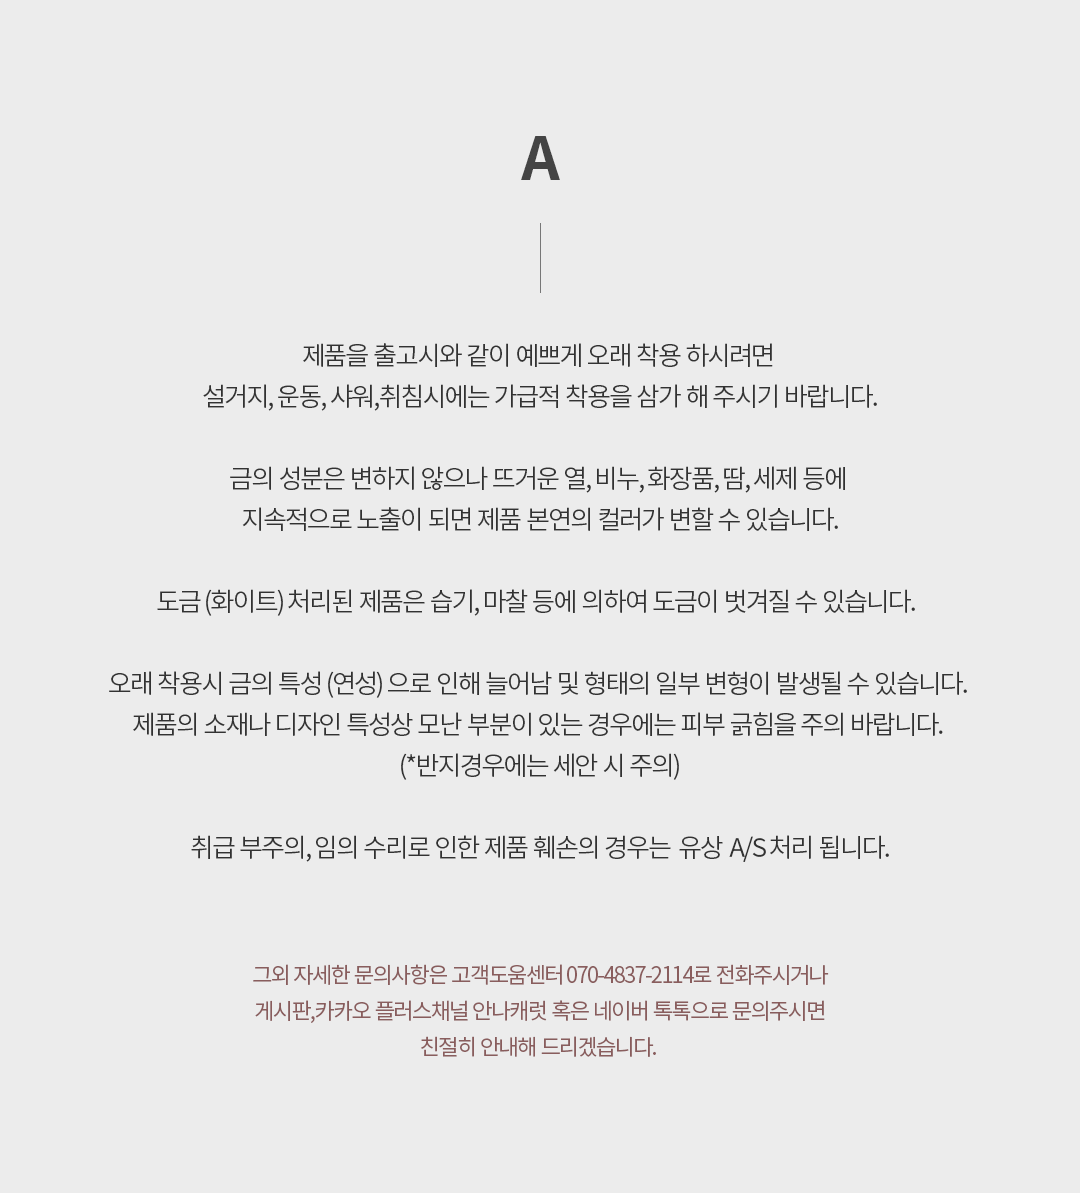 A
제품을 출고시와 같이 예쁘게 오래 착용 하시려면
설거지, 운동, 샤워,취침시에는 가급적 착용을 삼가 해 주시기 바랍니다.
금의 성분은 변하지 않으나 뜨거운 열, 비누, 화장품, 땀, 세제 등에
지속적으로 노출이 되면 제품 본연의 컬러가 변할 수 있습니다.
도금 (화이트) 처리된 제품은 습기, 마찰 등에 의하여 도금이 벗겨질 수 있습니다.
오래 착용시 금의 특성 (연성) 으로 인해 늘어남 및 형태의 일부 변형이 발생될 수 있습니다.
제품의 소재나 디자인 특성상 모난 부분이 있는 경우에는 피부 긁힘을 주의 바랍니다.
(*반지경우에는 세안 시 주의)
취급 부주의, 임의 수리로 인한 제품 훼손의 경우는 유상 A/S 처리 됩니다.
그외 자세한 문의사항은 고객도움센터 070-4837-2114로 전화주시거나
게시판,카카오 플러스채널 안나캐럿 혹은 네이버 톡톡으로 문의주시면
친절히 안내해 드리겠습니다.